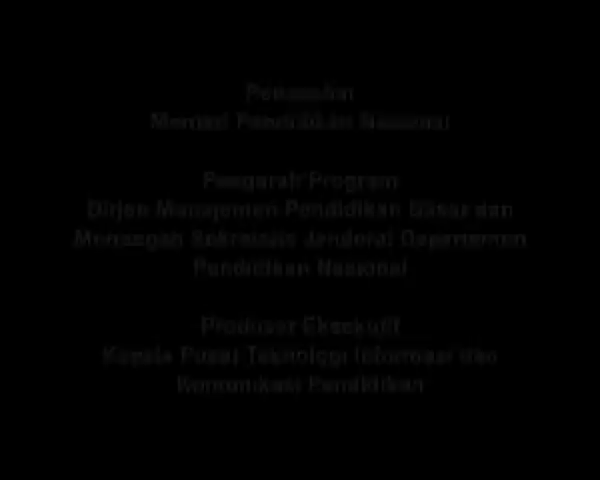 Penasehat
Menteri Pendidikan Nasional
Pengarah Program
Dirjen Manajemen Pendidikan Dasar dan
Menengah Sekretaris Jenderal Departemen
Pendidikan Nasional
Produser Eksekutif
Kepala Pusat Teknologi Informasi dan
Komunikasi Pendidikan